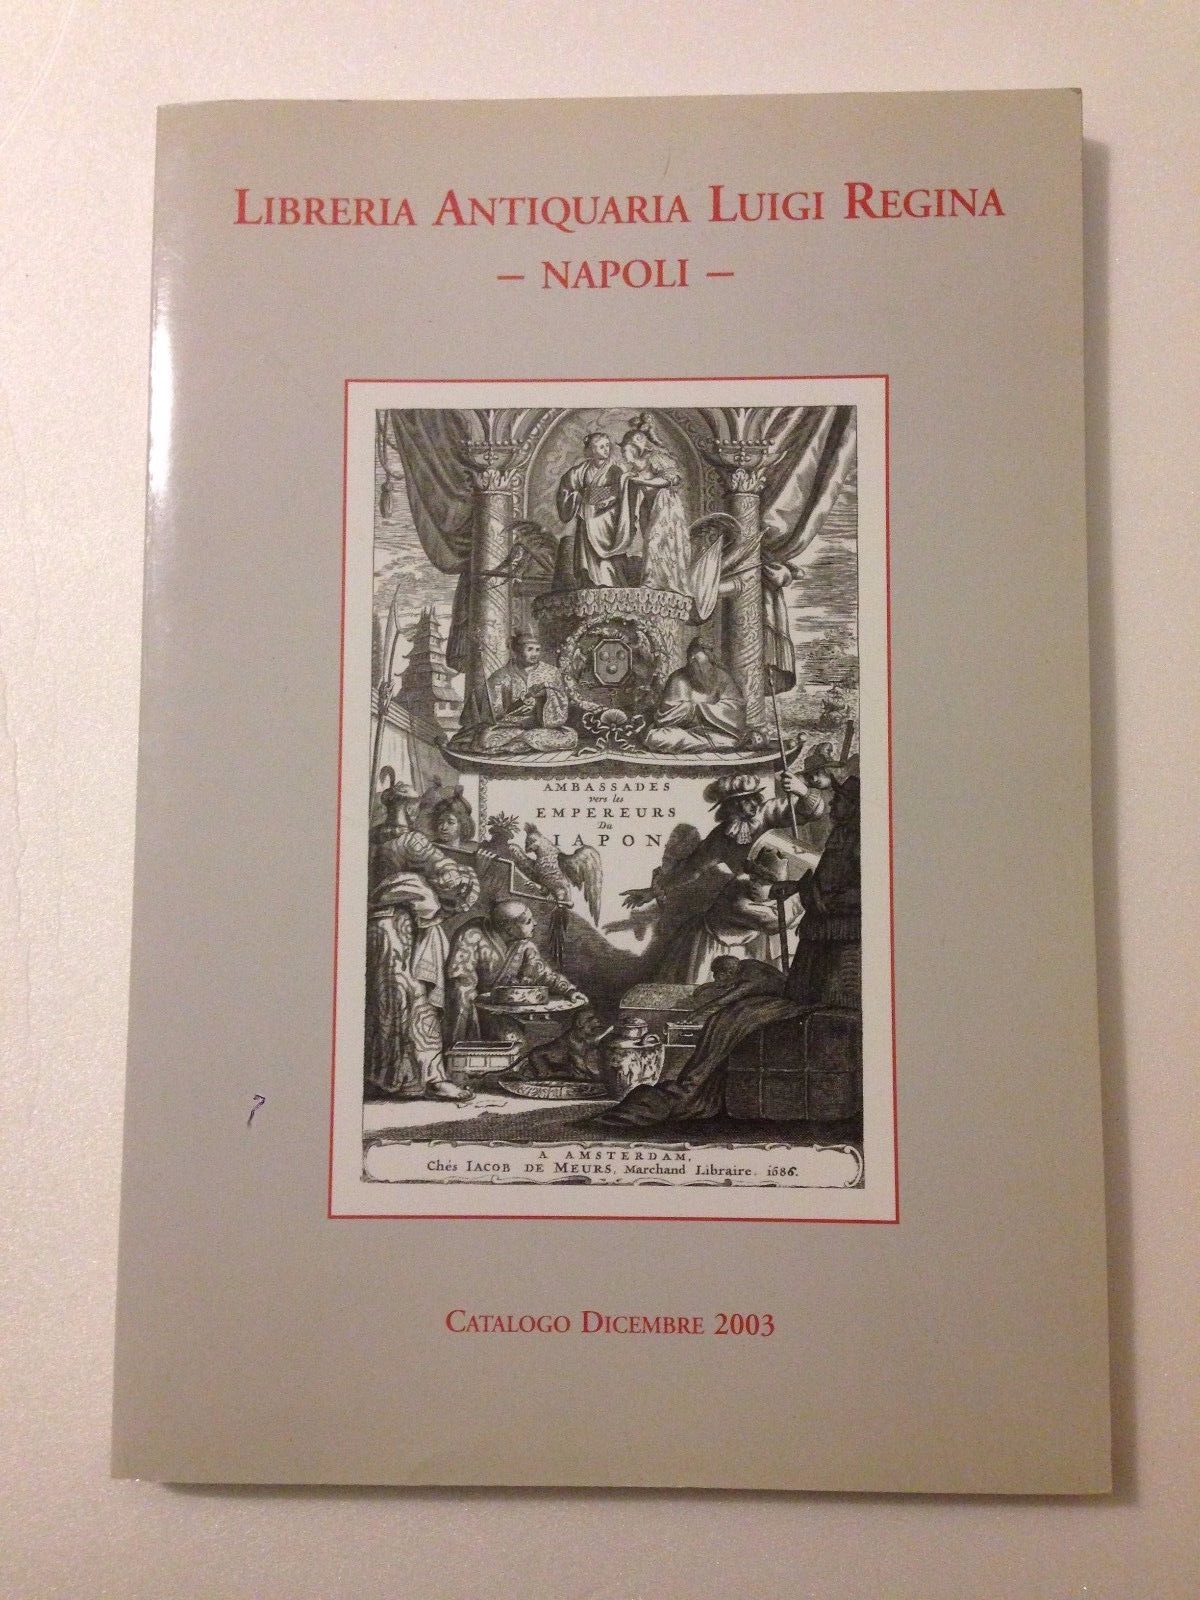 LIBRERIA ANTIQUARIA LUIGI REGINA
– NAPOLI –
AMBASSADES
vers les
EMPEREURS
Du
IAPON
A AMSTERDAM,
Chés IACOB DE MEURS, Marchand Libraire. 1686.
CATALOGO DICEMBRE 2003